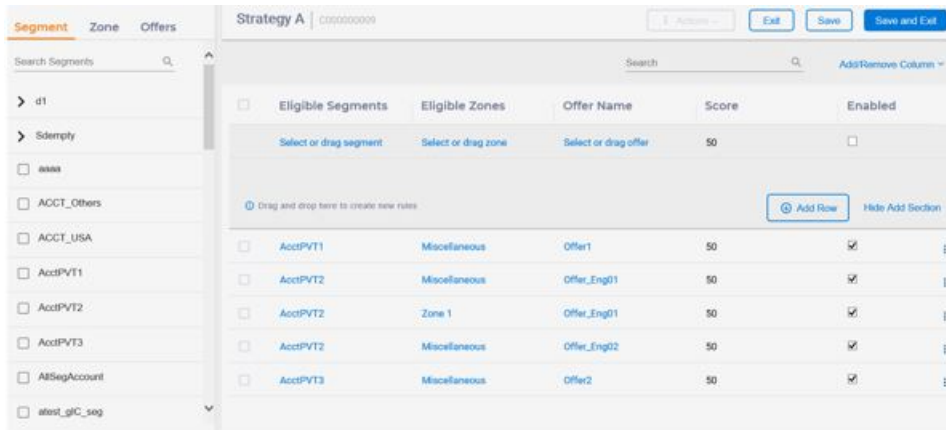 Segment Zone Offers
Search Segments
d1
Sdempty
aaaa
ACCT_Others
ACCT_USA
AcctPVT1
AcctPVT2
AcctPVT3
AllSegAccount
atest_glC_seg
Strategy A | C000000009
Actions Exit Save Save and Exit
Search Add/Remove Column
Eligible Segments Eligible Zones Offer Name Score Enabled
Select or drag segment Select or drag zone Select or drag offer 50
Drag and drop here to create new rules Add Row Hide Add Section
AcctPVT1 Miscellaneous Offer1 50
AcctPVT2 Miscellaneous Offer_Eng01 50
AcctPVT2 Zone 1 Offer_Eng01 50
AcctPVT2 Miscellaneous Offer_Eng02 50
AcctPVT3 Miscellaneous Offer2 50